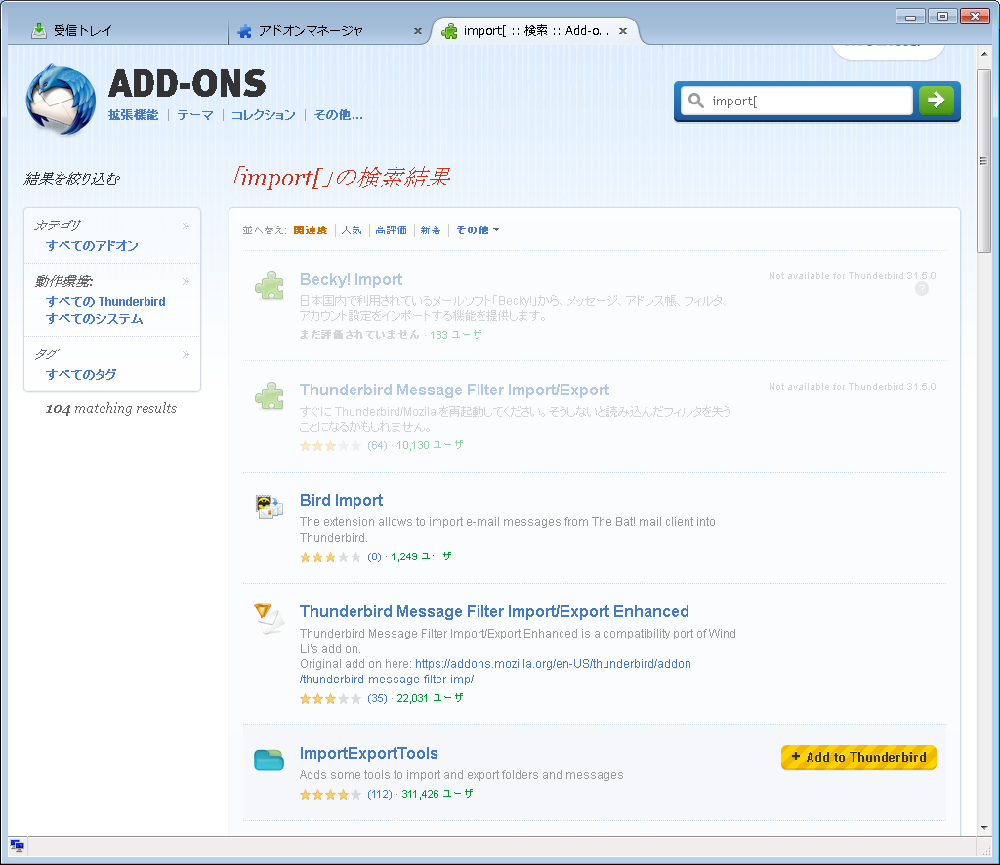 受信トレイ
アドオンマネージャ
import[ :: 検索 :: Add-o...
ADD-ONS
拡張機能 | テーマ | コレクション | その他...
import[
結果を絞り込む
「import[」の検索結果
カテゴリ »
すべてのアドオン
動作環境: »
すべての Thunderbird
すべてのシステム
タグ »
すべてのタグ
104 matching results
並べ替え: 関連度 | 人気 | 高評価 | 新着 | その他
Becky! Import
Not available for Thunderbird 31.5.0
?
日本国内で利用されているメールソフト「Becky!」から、メッセージ、アドレス帳、フィルタ、
アカウント設定をインポートする機能を提供します。
まだ評価されていません · 183 ユーザ
Thunderbird Message Filter Import/Export
Not available for Thunderbird 31.5.0
すぐに Thunderbird/Mozila を再起動してください。そうしないと読み込んだフィルタを失う
ことになるかもしれません。
(64) · 10,130 ユーザ
Bird Import
The extension allows to import e-mail messages from The Bat! mail client into
Thunderbird.
(8) · 1,249 ユーザ
Thunderbird Message Filter Import/Export Enhanced
Thunderbird Message Filter Import/Export Enhanced is a compatibility port of Wind
Li's add on.
Original add on here: https://addons.mozilla.org/en-US/thunderbird/addon
/thunderbird-message-filter-imp/
(35) · 22,031 ユーザ
ImportExportTools
+ Add to Thunderbird
Adds some tools to import and export folders and messages
(112) · 311,426 ユーザ